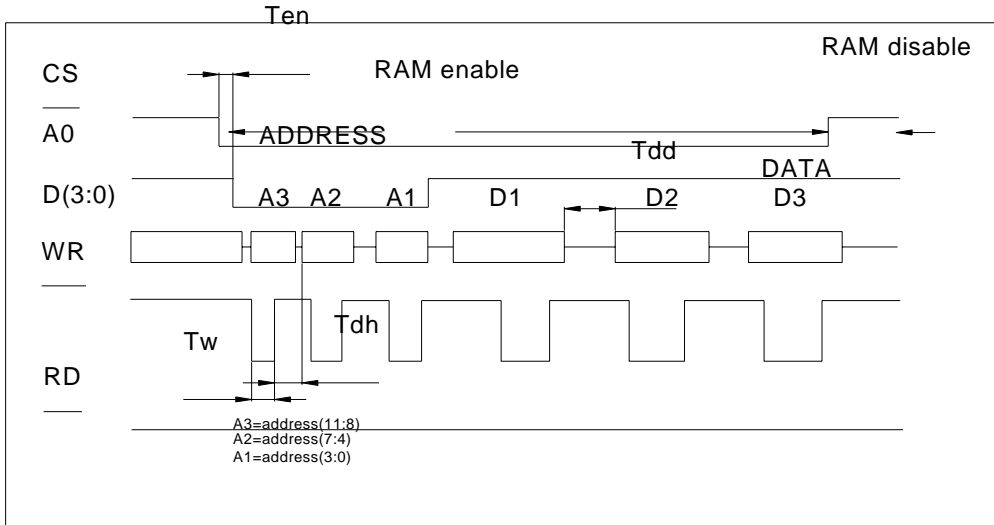 Ten
RAM disable
CS
RAM enable
A0
ADDRESS
Tdd
DATA
D(3:0)
A3 A2 A1 D1 D2 D3
WR
Tw
Tdh
RD
A3=address(11:8)
A2=address(7:4)
A1=address(3:0)